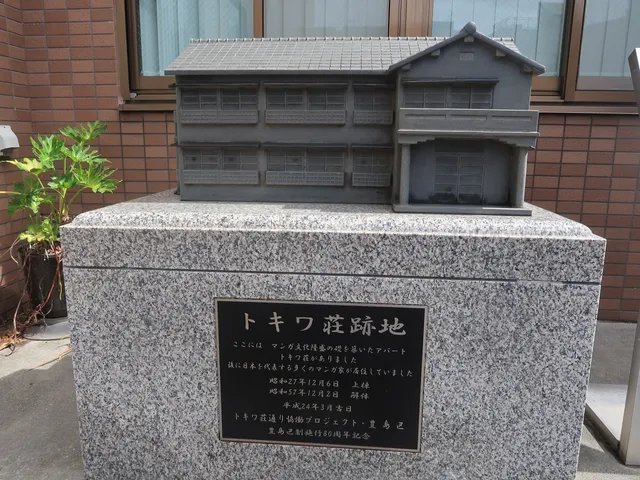 トキワ荘跡地
ここには　マンガ文化隆盛の礎を築いたアパート
トキワ荘がありました
後に日本を代表する多くのマンガ家が居住していました
昭和27年12月6日　上棟
昭和57年12月2日　解体
平成24年3月吉日
トキワ荘通り協働プロジェクト・豊島区
豊島区制施行80周年記念